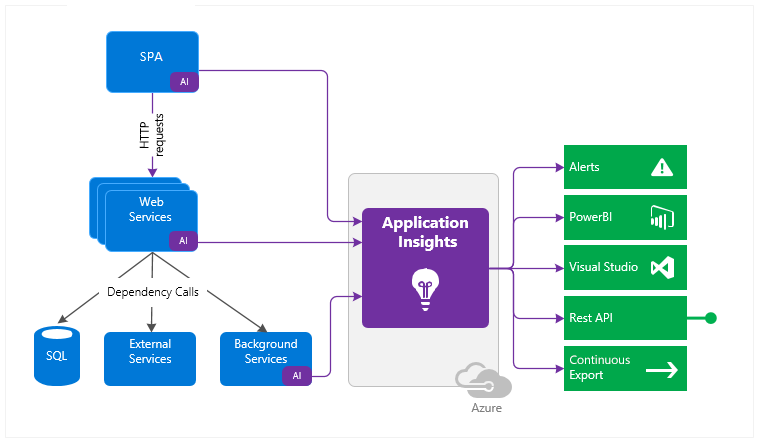 SPA
AI
HTTP
requests
Web
Services
AI
Dependency Calls
SQL
External
Services
Background
Services
AI
Application
Insights
Azure
Alerts
PowerBI
Visual Studio
Rest API
Continuous
Export